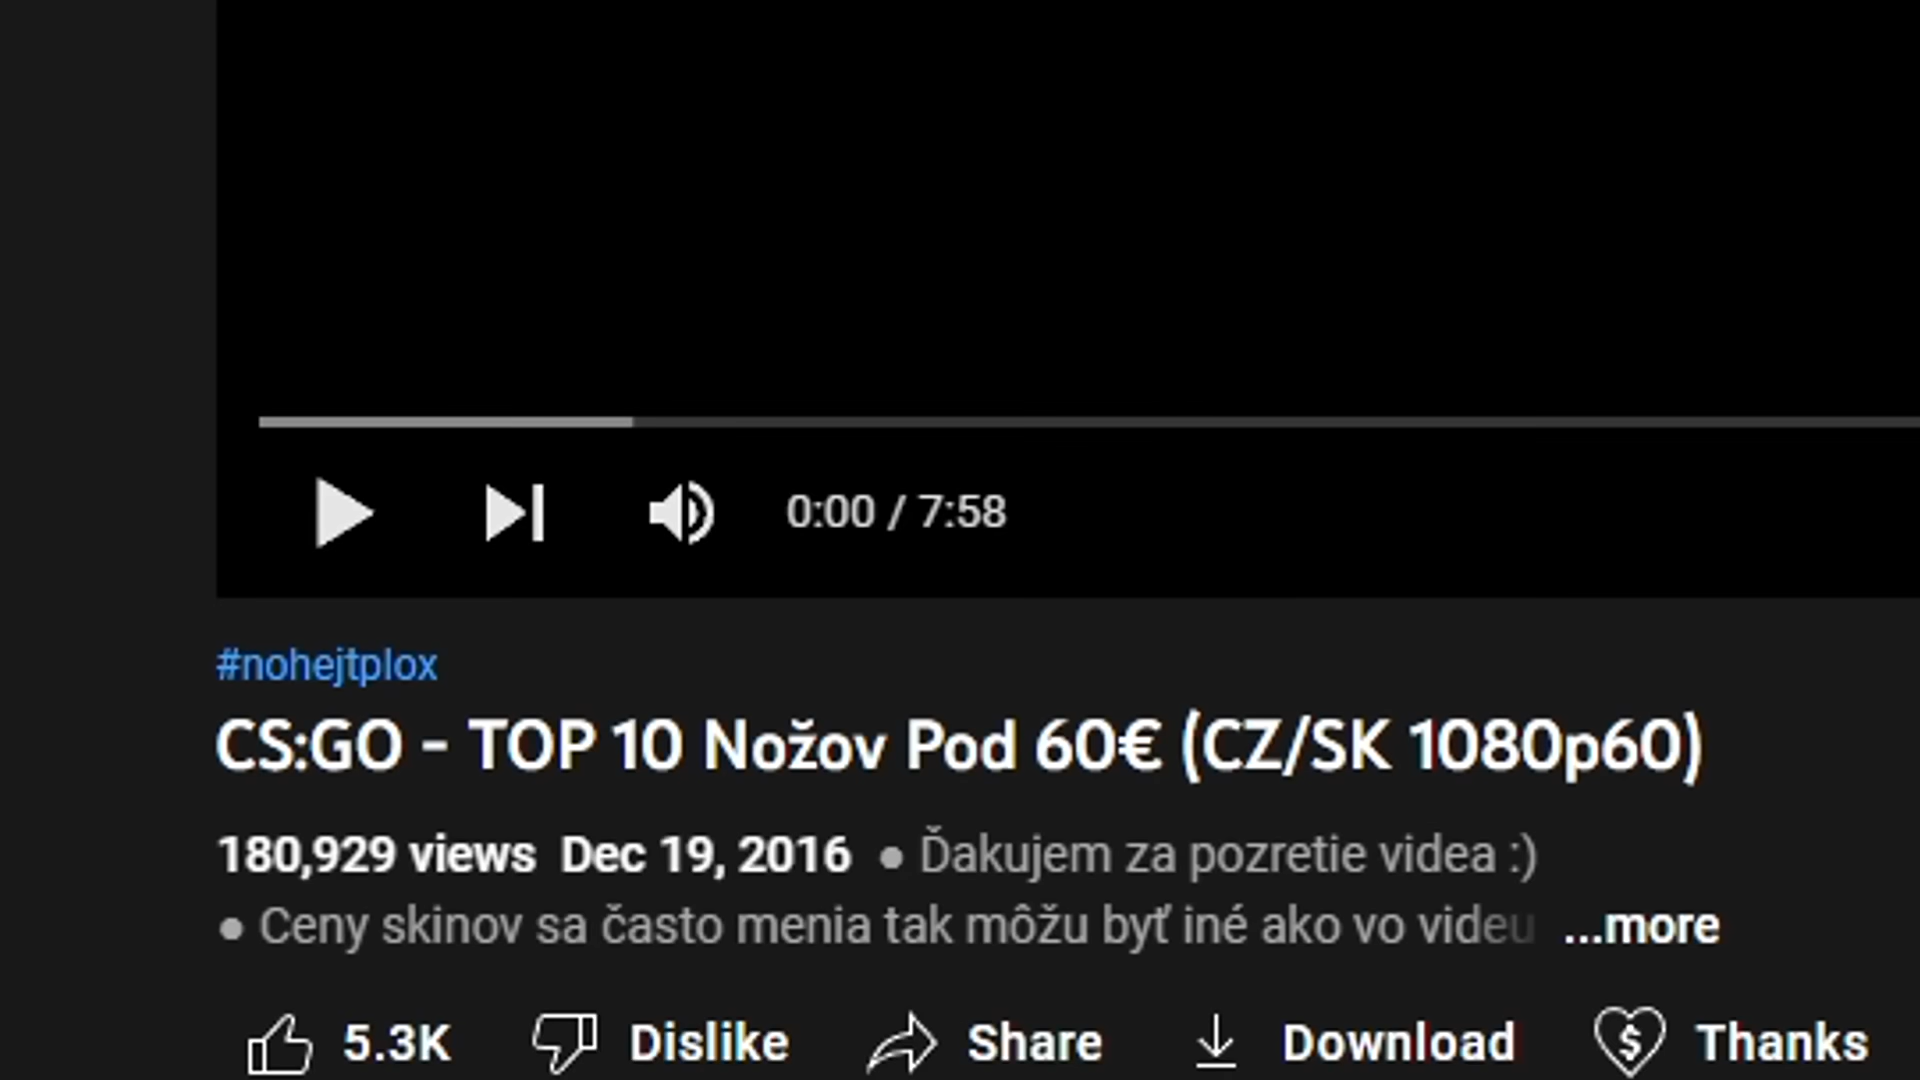 0:00 / 7:58
#nohejtplox
CS:GO - TOP 10 Nožov Pod 60€ (CZ/SK 1080p60)
180,929 views Dec 19, 2016 ● Ďakujem za pozretie videa :)
● Ceny skinov sa často menia tak môžu byť iné ako vo videu ...more
5.3K Dislike Share Download Thanks